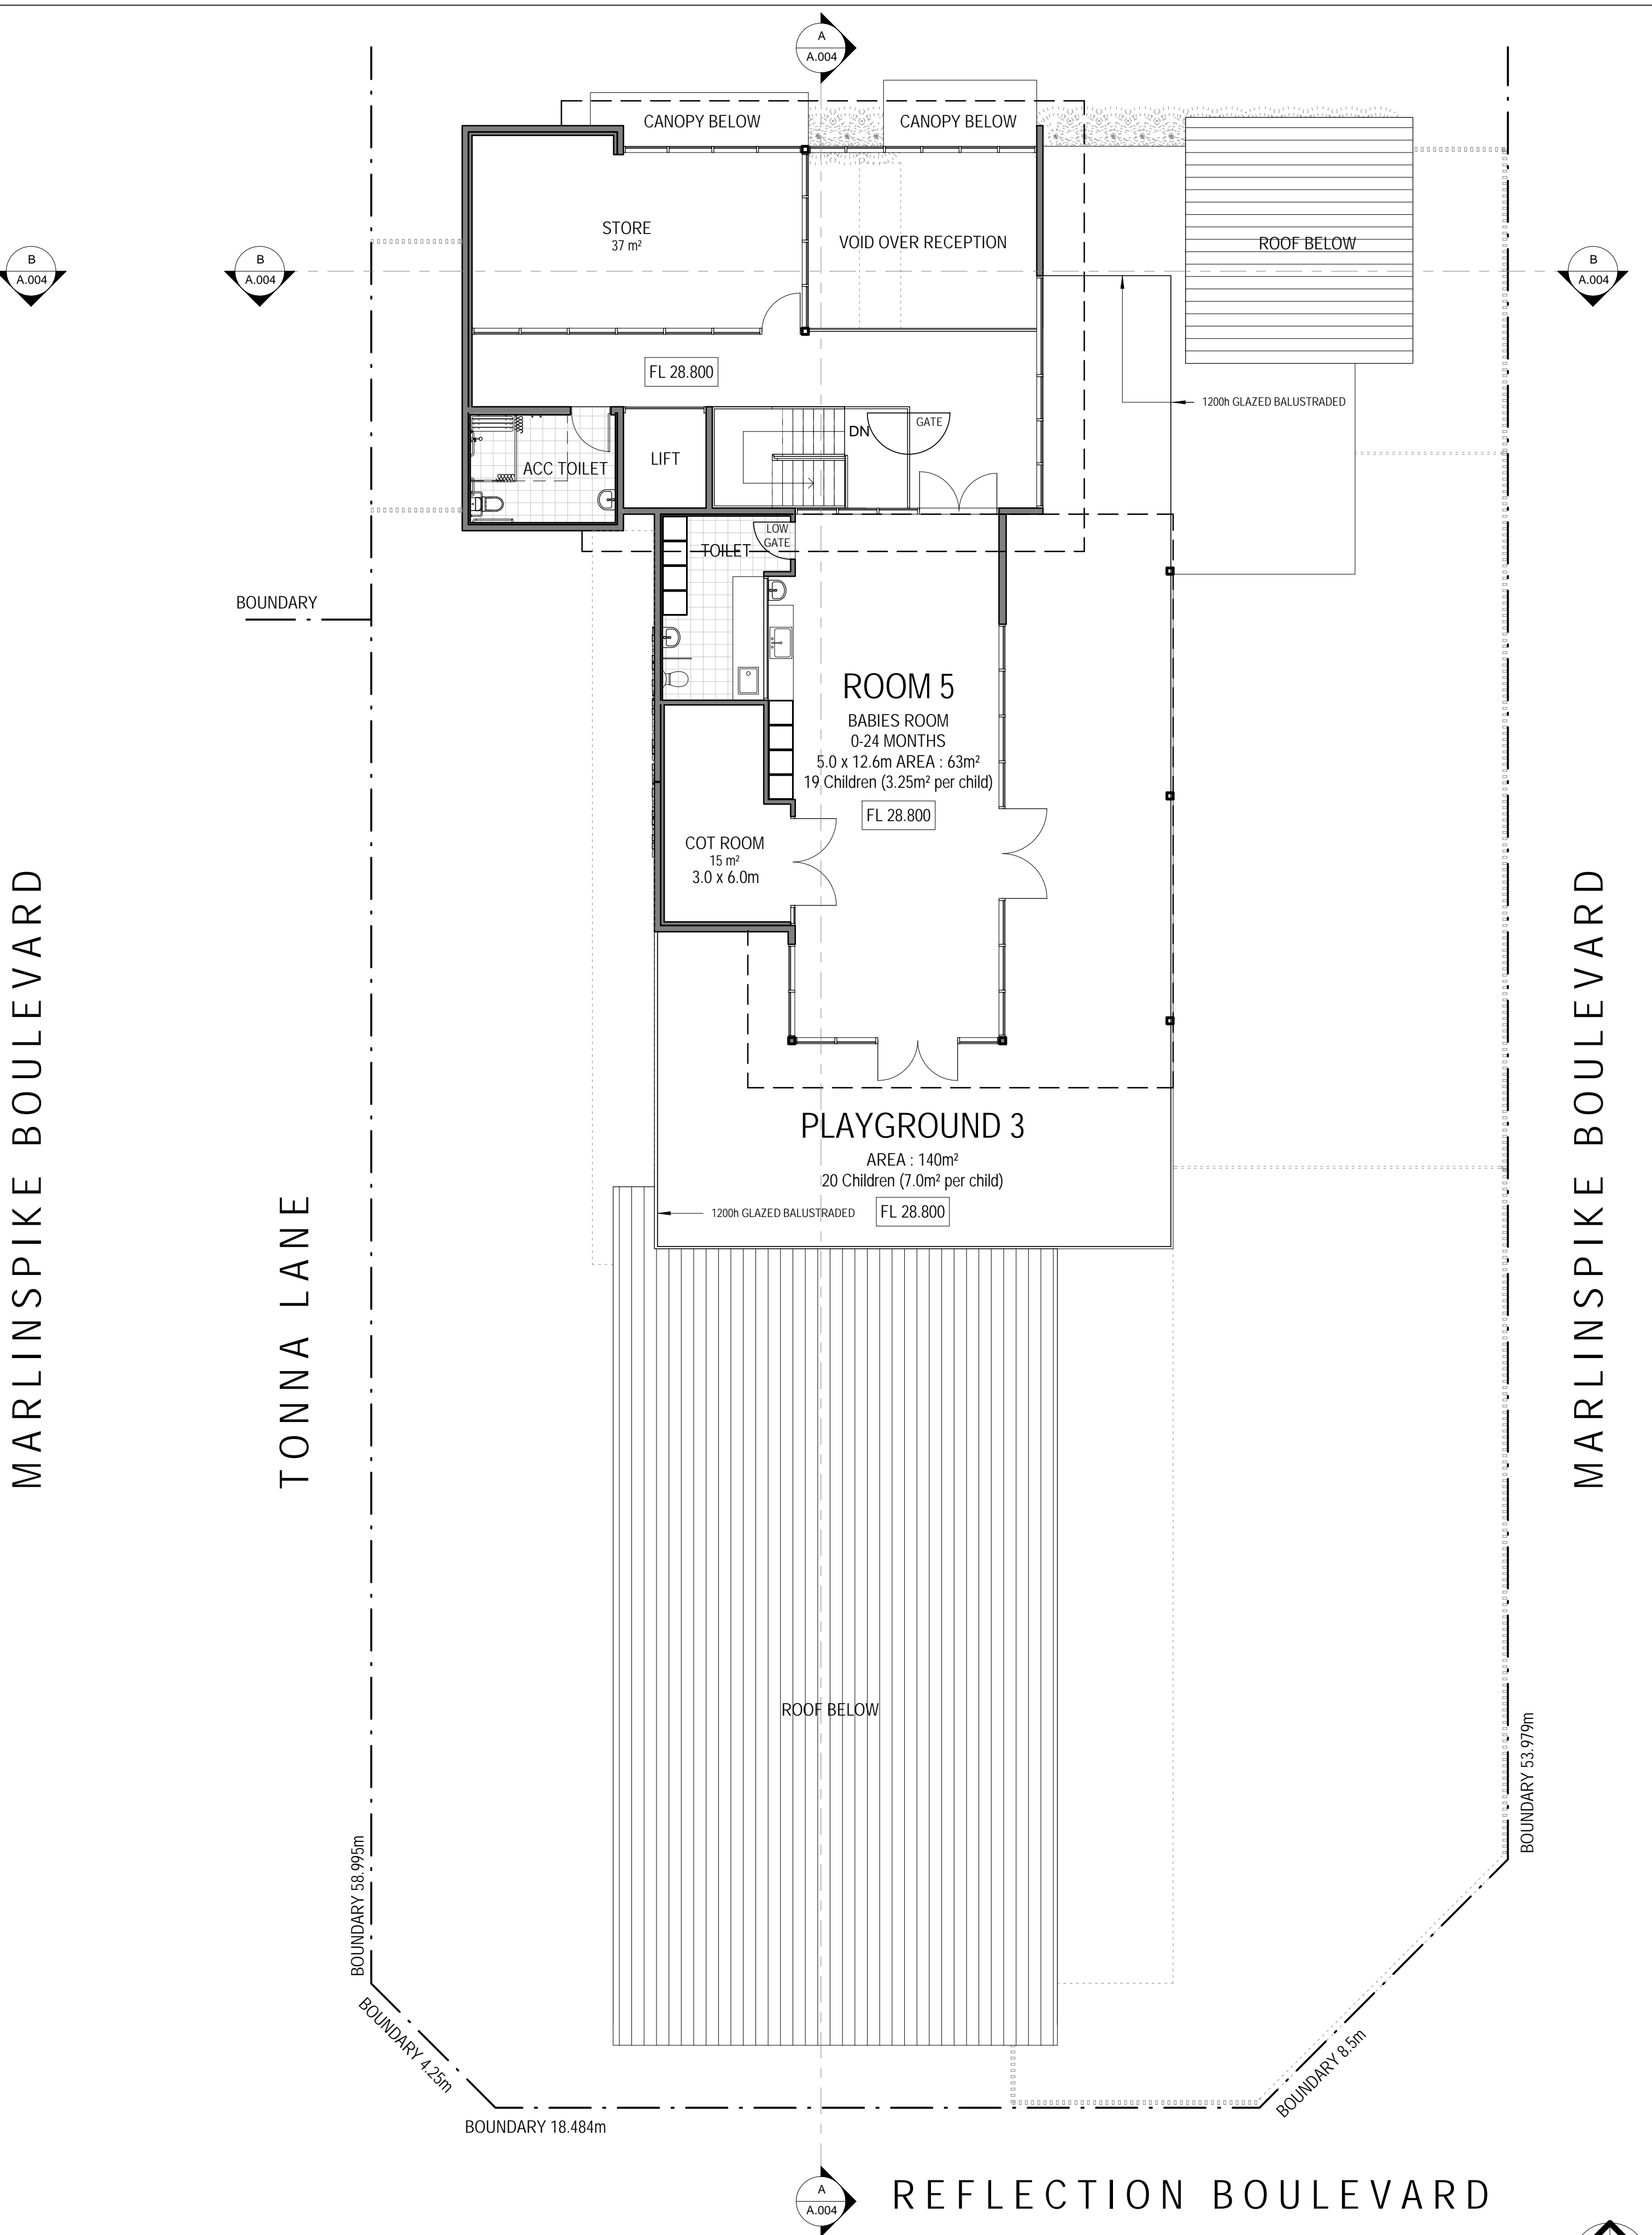 A
A.004
CANOPY BELOW
CANOPY BELOW
STORE
37 m²
VOID OVER RECEPTION
ROOF BELOW
B
A.004
B
A.004
B
A.004
FL 28.800
1200h GLAZED BALUSTRADED
DN
GATE
LIFT
ACC TOILET
LOW
GATE
TOILET
BOUNDARY
ROOM 5
BABIES ROOM
0-24 MONTHS
5.0 x 12.6m AREA : 63m²
19 Children (3.25m² per child)
FL 28.800
COT ROOM
15 m²
3.0 x 6.0m
MARLINSPIKE BOULEVARD
TONNA LANE
MARLINSPIKE BOULEVARD
PLAYGROUND 3
AREA : 140m²
20 Children (7.0m² per child)
1200h GLAZED BALUSTRADED
FL 28.800
ROOF BELOW
BOUNDARY 53.979m
BOUNDARY 58.995m
BOUNDARY 4.25m
BOUNDARY 8.5m
BOUNDARY 18.484m
A
A.004
REFLECTION BOULEVARD